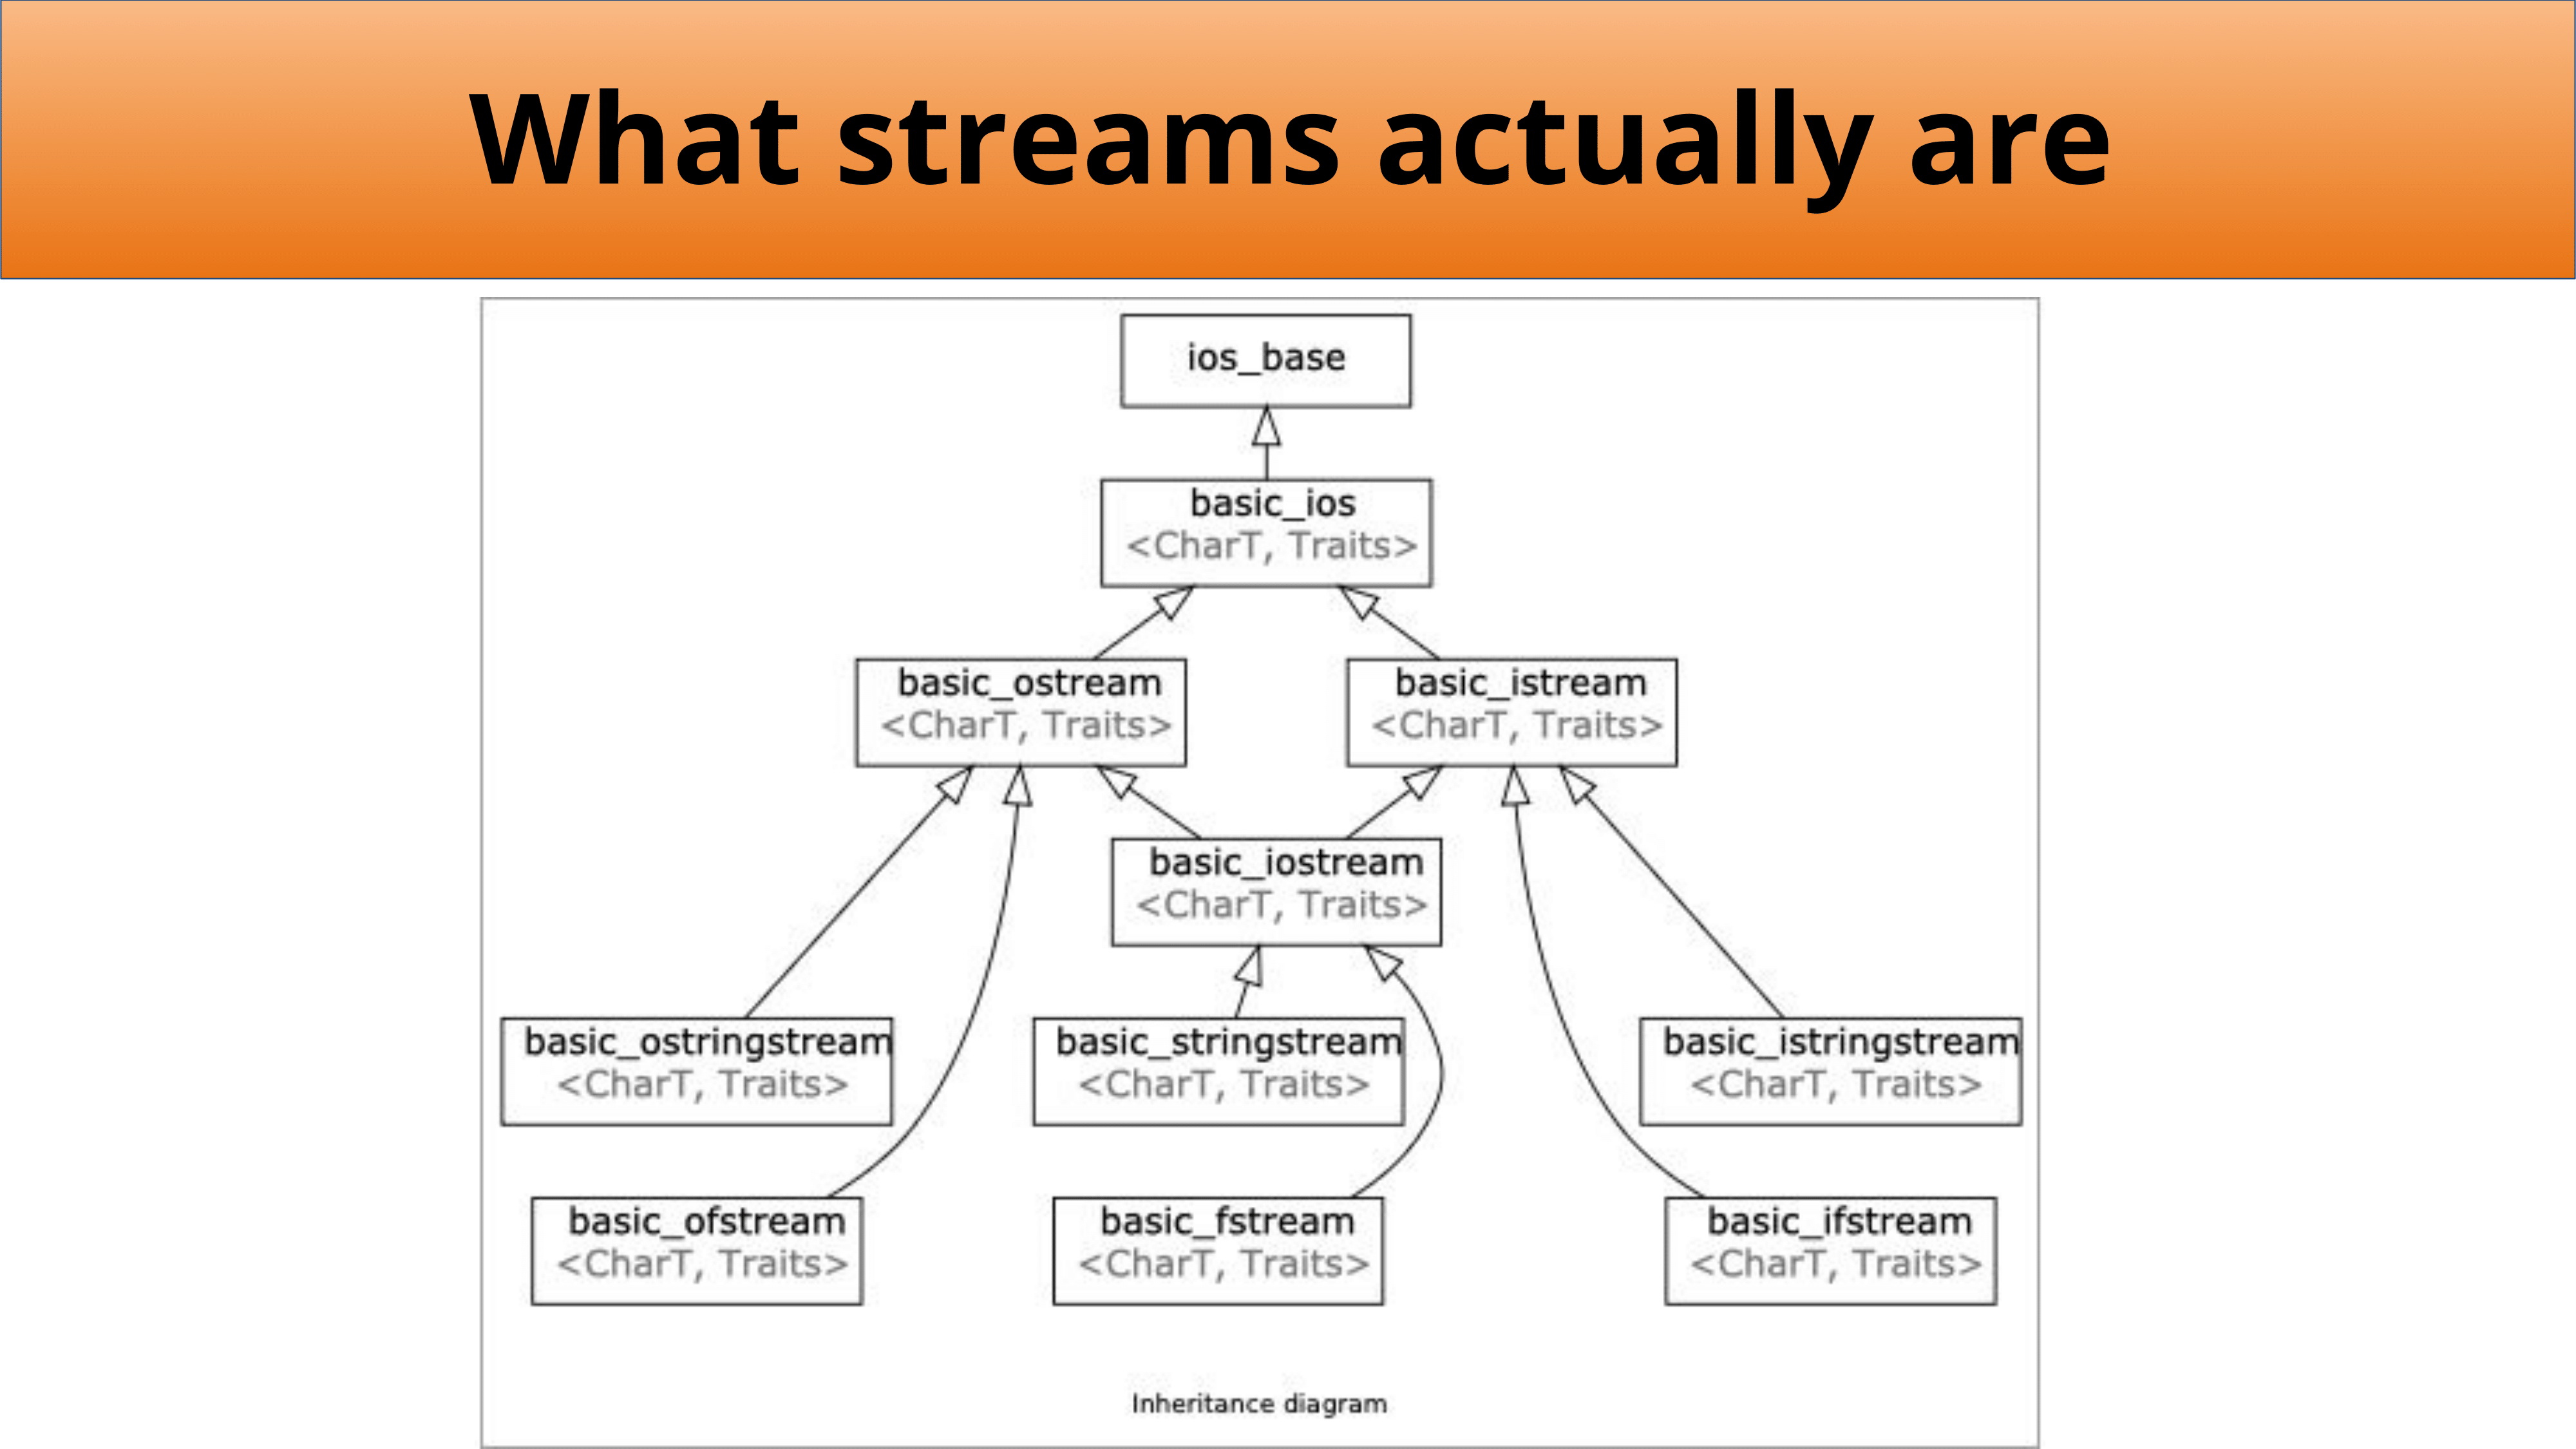 What streams actually are
ios_base
basic_ios
<CharT, Traits>
basic_ostream
<CharT, Traits>
basic_istream
<CharT, Traits>
basic_iostream
<CharT, Traits>
basic_ostringstream
<CharT, Traits>
basic_stringstream
<CharT, Traits>
basic_istringstream
<CharT, Traits>
basic_ofstream
<CharT, Traits>
basic_fstream
<CharT, Traits>
basic_ifstream
<CharT, Traits>
Inheritance diagram